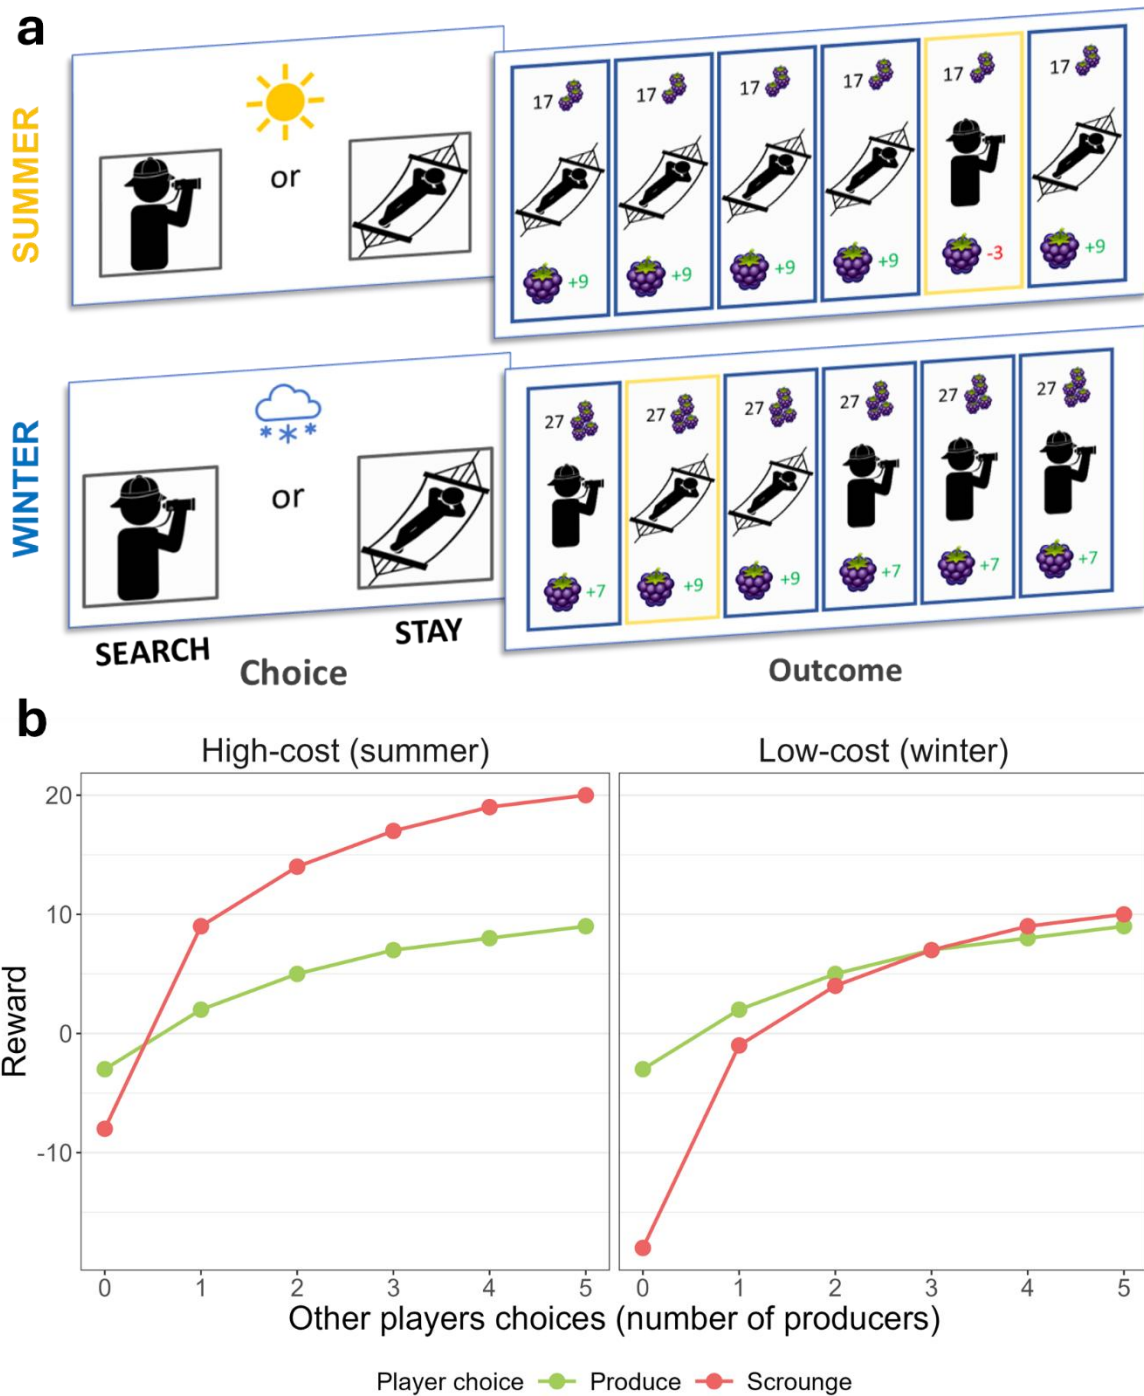 a
SUMMER
or
17 17 17 17 17 17
+9 +9 +9 +9 -3 +9
WINTER
or
27 27 27 27 27 27
+7 +9 +9 +7 +7 +7
SEARCH STAY
Choice Outcome
b
High-cost (summer) Low-cost (winter)
Reward
20
10
0
-10
0 1 2 3 4 5 0 1 2 3 4 5
Other players choices (number of producers)
Player choice Produce Scrounge